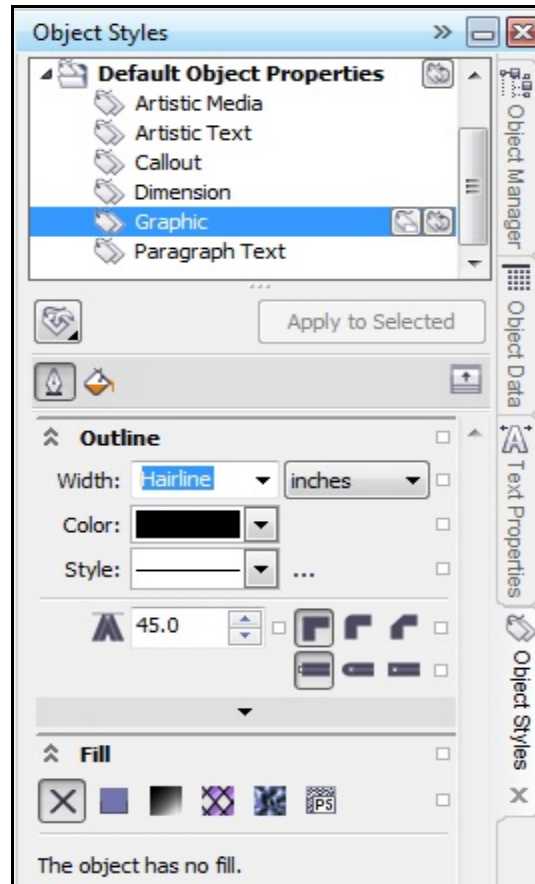 Object Styles
Default Object Properties
Artistic Media
Artistic Text
Callout
Dimension
Graphic
Paragraph Text
Apply to Selected
Outline
Width: Hairline inches
Color:
Style: ...
45.0
Fill
PS
The object has no fill.
Object Manager
Object Data
A Text Properties
Object Styles